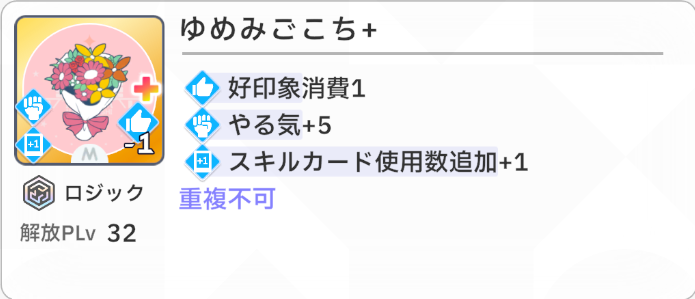 ゆめみごこち+
好印象消費1
やる気+5
+1
スキルカード使用数追加+1
重複不可
+1
-1
M
ロジック
解放PLv 32